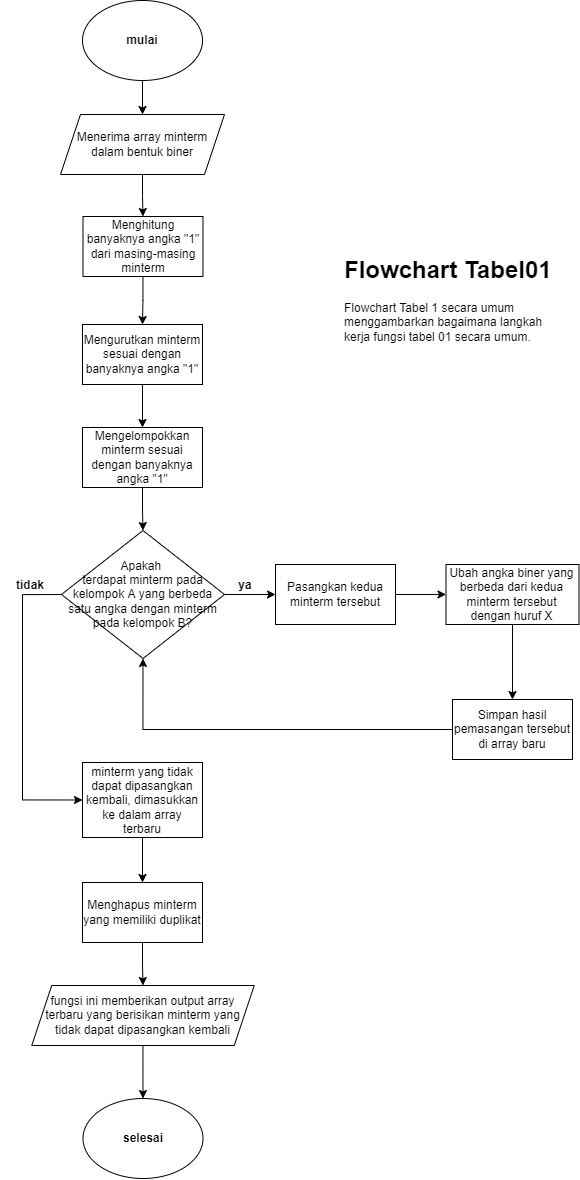 mulai
Menerima array minterm
dalam bentuk biner
Menghitung
banyaknya angka "1"
dari masing-masing
minterm
Flowchart Tabel01
Flowchart Tabel 1 secara umum
menggambarkan bagaimana langkah
kerja fungsi tabel 01 secara umum.
Mengurutkan minterm
sesuai dengan
banyaknya angka "1"
Mengelompokkan
minterm sesuai
dengan banyaknya
angka "1"
Apakah
terdapat minterm pada
kelompok A yang berbeda
satu angka dengan minterm
pada kelompok B?
tidak
ya
Pasangkan kedua
minterm tersebut
Ubah angka biner yang
berbeda dari kedua
minterm tersebut
dengan huruf X
Simpan hasil
pemasangan tersebut
di array baru
minterm yang tidak
dapat dipasangkan
kembali, dimasukkan
ke dalam array
terbaru
Menghapus minterm
yang memiliki duplikat
fungsi ini memberikan output array
terbaru yang berisikan minterm yang
tidak dapat dipasangkan kembali
selesai